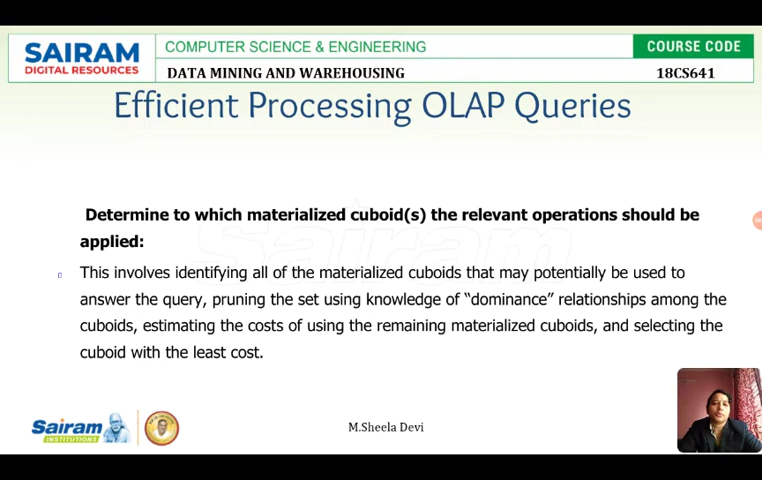 SAIRAM
DIGITAL RESOURCES
COMPUTER SCIENCE & ENGINEERING
COURSE CODE
DATA MINING AND WAREHOUSING
18CS641
Efficient Processing OLAP Queries
Determine to which materialized cuboid(s) the relevant operations should be
applied:
This involves identifying all of the materialized cuboids that may potentially be used to
answer the query, pruning the set using knowledge of “dominance” relationships among the
cuboids, estimating the costs of using the remaining materialized cuboids, and selecting the
cuboid with the least cost.
Sairam
Sairam
INSTITUTIONS
M.Sheela Devi